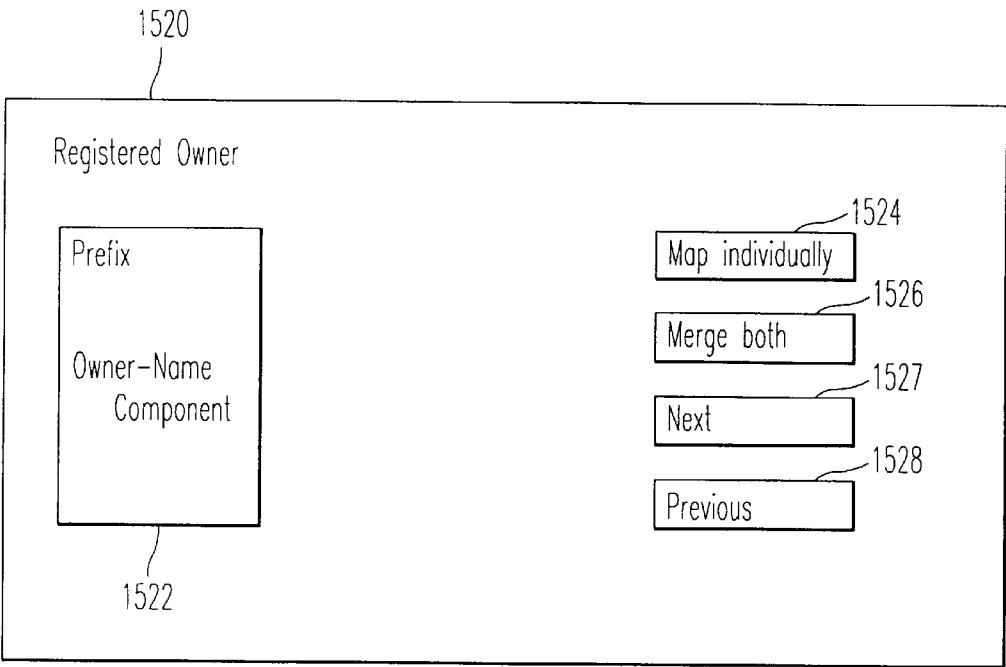 1520
Registered Owner
Prefix
Owner-Name
Component
1522
1524
Map individually
1526
Merge both
1527
Next
1528
Previous